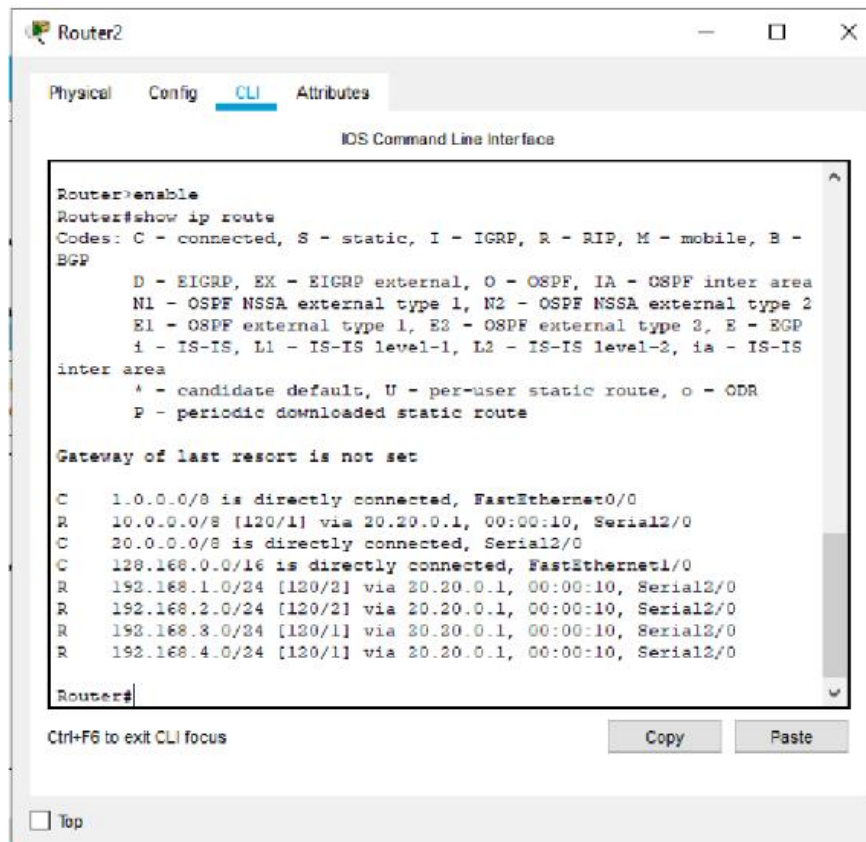 Router2
Physical Config CLI Attributes
IOS Command Line Interface
Router>enable
Router#show ip route
Codes: C - connected, S - static, I - IGRP, R - RIP, M - mobile, B -
BGP
D - EIGRP, EX - EIGRP external, O - OSPF, IA - OSPF inter area
N1 - OSPF NSSA external type 1, N2 - OSPF NSSA external type 2
E1 - OSPF external type 1, E2 - OSPF external type 2, E - EGP
i - IS-IS, L1 - IS-IS level-1, L2 - IS-IS level-2, ia - IS-IS
inter area
* - candidate default, U - per-user static route, o - ODR
P - periodic downloaded static route
Gateway of last resort is not set
C 1.0.0.0/8 is directly connected, FastEthernet0/0
R 10.0.0.0/8 [120/1] via 20.20.0.1, 00:00:10, Serial2/0
C 20.0.0.0/8 is directly connected, Serial2/0
C 128.168.0.0/16 is directly connected, FastEthernet1/0
R 192.168.1.0/24 [120/2] via 20.20.0.1, 00:00:10, Serial2/0
R 192.168.2.0/24 [120/2] via 20.20.0.1, 00:00:10, Serial2/0
R 192.168.3.0/24 [120/1] via 20.20.0.1, 00:00:10, Serial2/0
R 192.168.4.0/24 [120/1] via 20.20.0.1, 00:00:10, Serial2/0
Router#
Ctrl+F6 to exit CLI focus
Copy Paste
Top